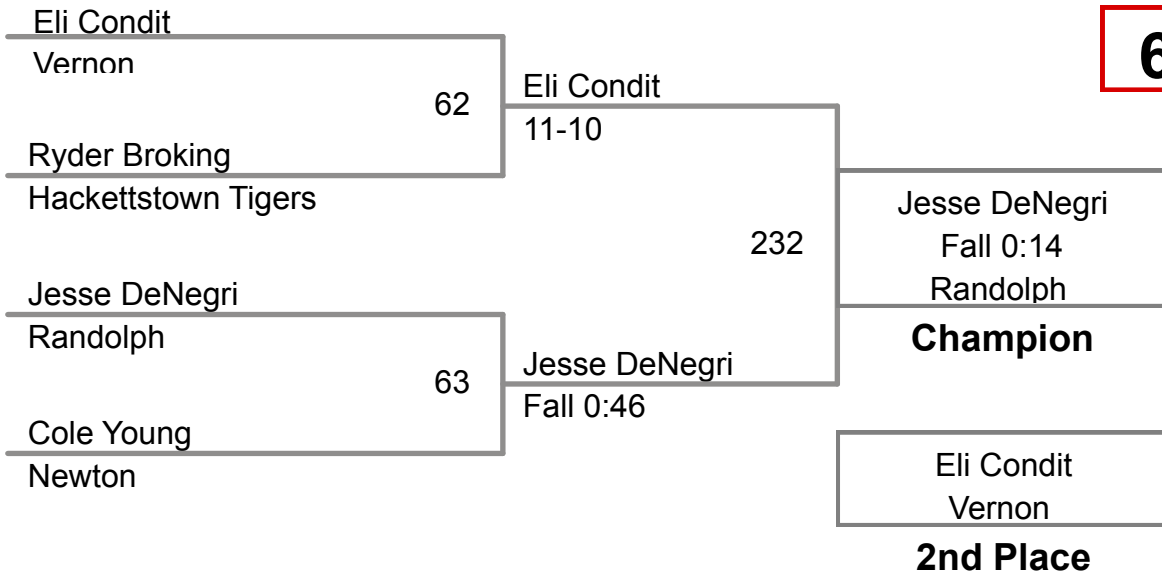 Eli Condit
Vernon
62
Ryder Broking
Hackettstown Tigers
Eli Condit
11-10
Jesse DeNegri
Randolph
63
Cole Young
Newton
Jesse DeNegri
Fall 0:46
232
Jesse DeNegri
Fall 0:14
Randolph
Champion
Eli Condit
Vernon
2nd Place